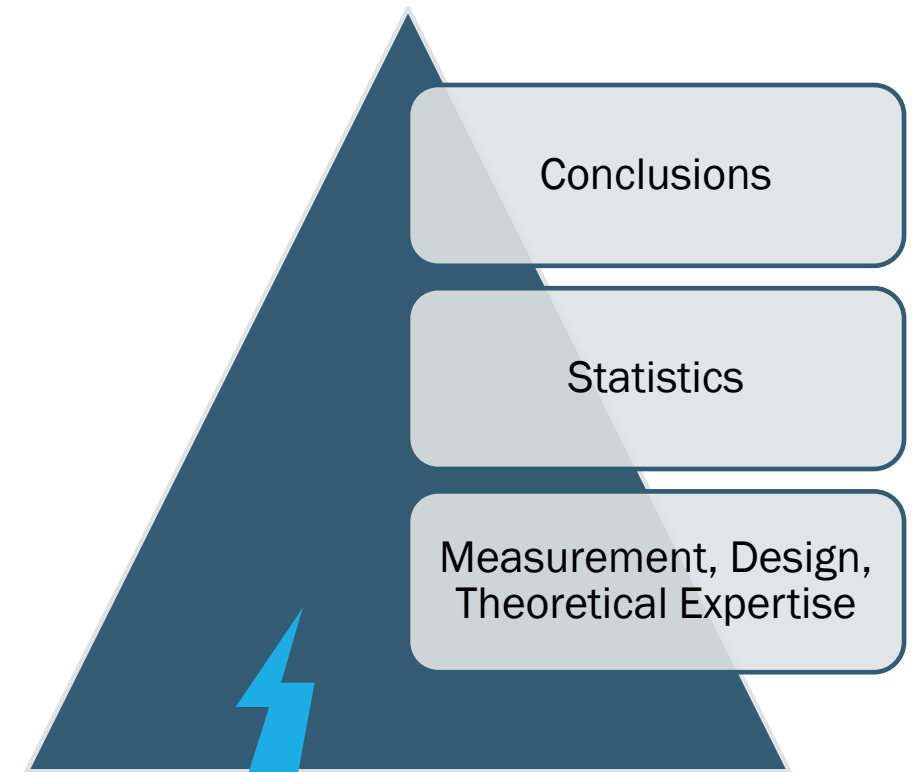 Conclusions
Statistics
Measurement, Design,
Theoretical Expertise